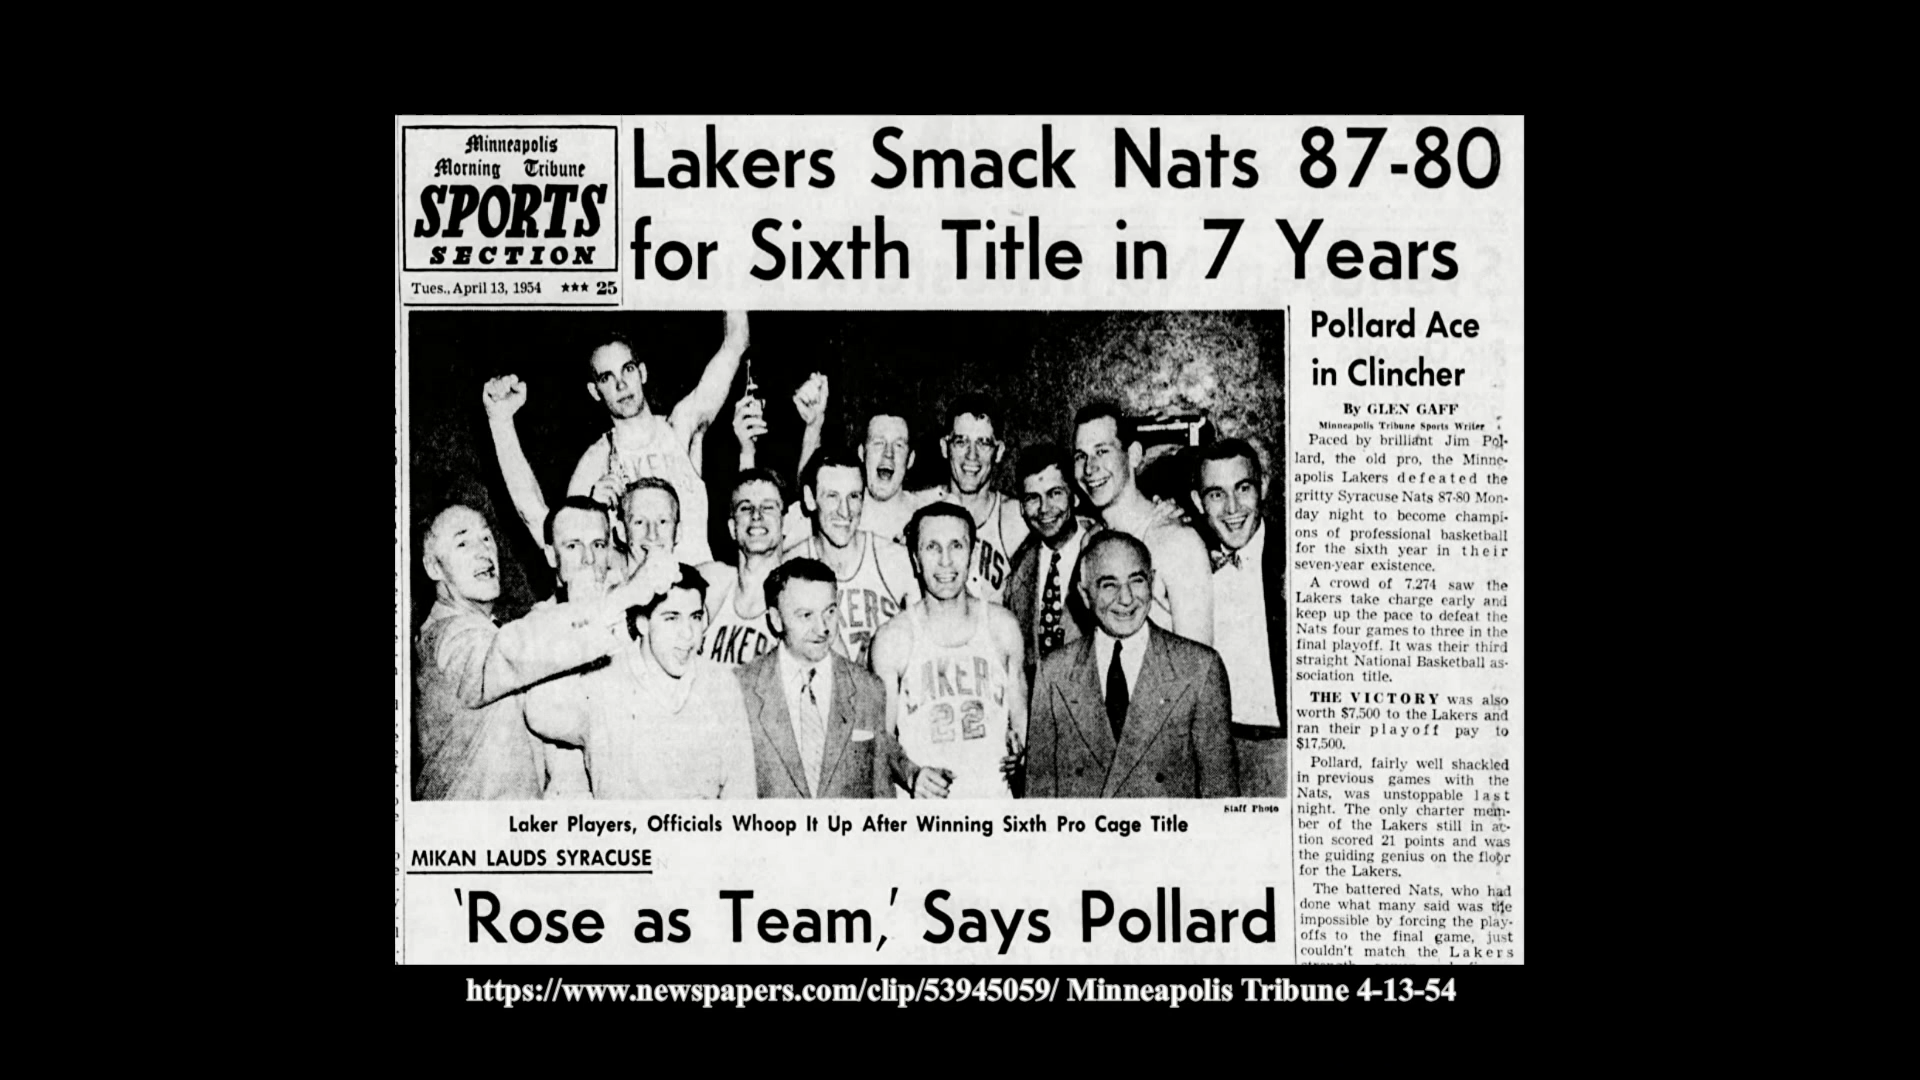 Minneapolis
Morning Tribune
SPORTS
SECTION
Tues., April 13, 1954 *** 25
Lakers Smack Nats 87-80
for Sixth Title in 7 Years
LAKERS
LAKERS
LAKERS
22
Staff Photo
Laker Players, Officials Whoop It Up After Winning Sixth Pro Cage Title
MIKAN LAUDS SYRACUSE
'Rose as Team,' Says Pollard
Pollard Ace
in Clincher
By GLEN GAFF
Minneapolis Tribune Sports Writer
Paced by brilliant Jim Pol-
lard, the old pro, the Minne-
apolis Lakers defeated the
gritty Syracuse Nats 87-80 Mon-
day night to become champi-
ons of professional basketball
for the sixth year in their
seven-year existence.
A crowd of 7,274 saw the
Lakers take charge early and
keep up the pace to defeat the
Nats four games to three in the
final playoff. It was their third
straight National Basketball as-
sociation title.
THE VICTORY was also
worth $7,500 to the Lakers and
ran their playoff pay to
$17,500.
Pollard, fairly well shackled
in previous games with the
Nats, was unstoppable last
night. The only charter mem-
ber of the Lakers still in ac-
tion scored 21 points and was
the guiding genius on the floor
for the Lakers.
The battered Nats, who had
done what many said was the
impossible by forcing the play-
offs to the final game, just
couldn't match the Lakers
https://www.newspapers.com/clip/53945059/ Minneapolis Tribune 4-13-54